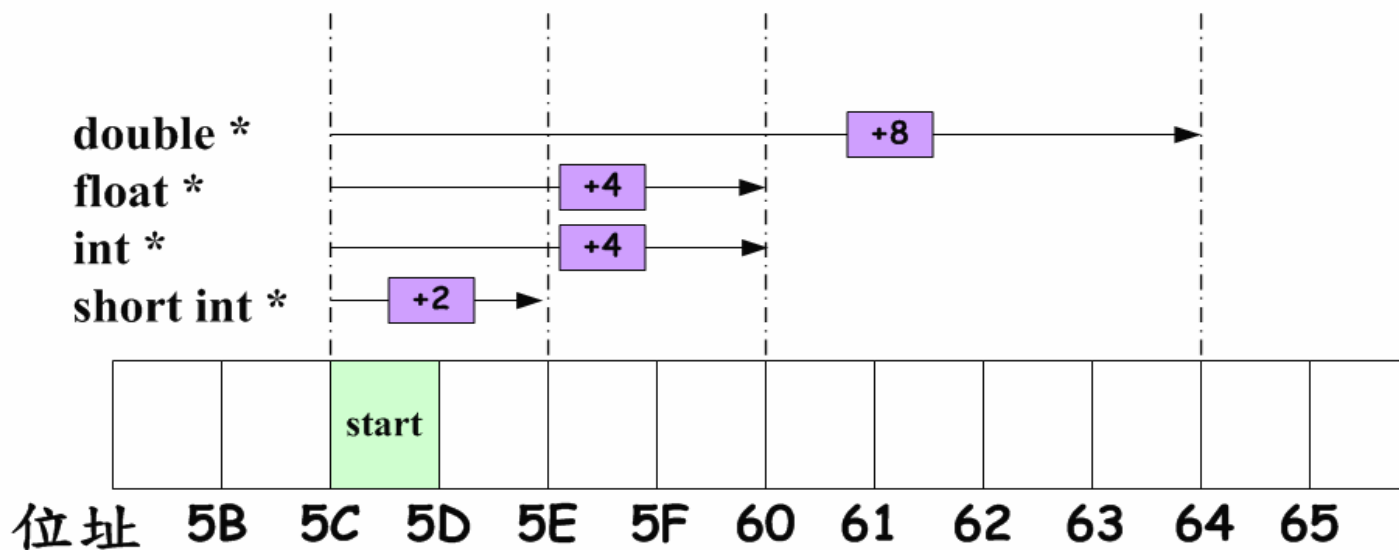 double *
+8
float *
+4
int *
+4
short int *
+2
start
位址 5B 5C 5D 5E 5F 60 61 62 63 64 65